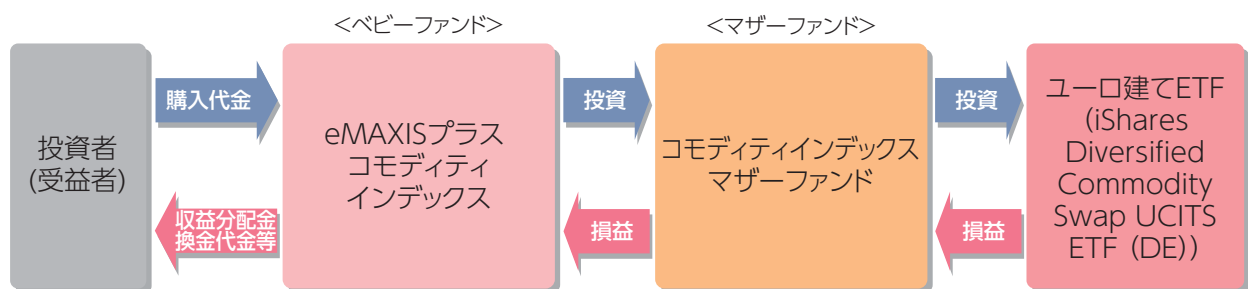 <ベビーファンド>
<マザーファンド>
投資者
(受益者)
購入代金
収益分配金
換金代金等
eMAXISプラス
コモディティ
インデックス
投資
損益
コモディティインデックス
マザーファンド
投資
損益
ユーロ建てETF
(iShares
Diversified
Commodity
Swap UCITS
ETF (DE))